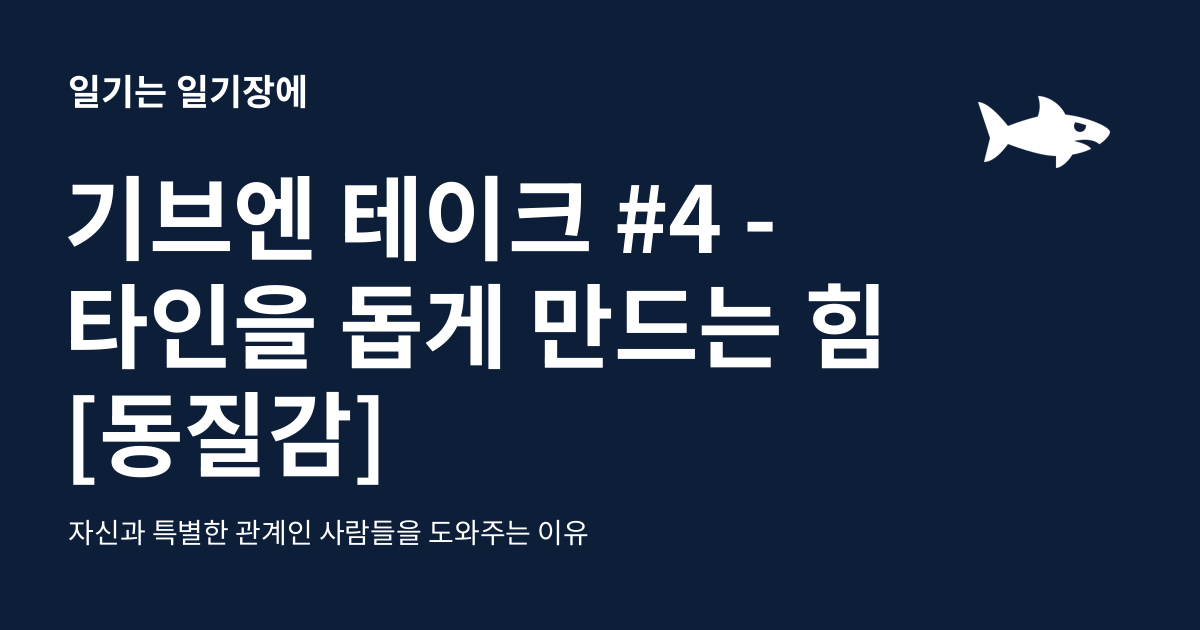 일기는 일기장에
기브엔 테이크 #4 -
타인을 돕게 만드는 힘
[동질감]
자신과 특별한 관계인 사람들을 도와주는 이유